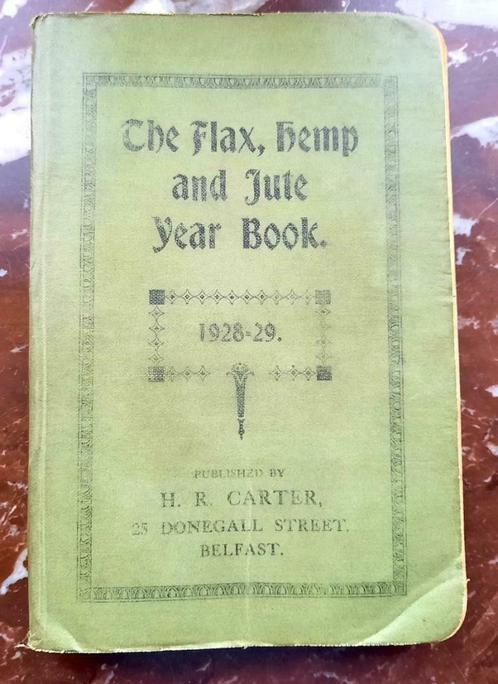 The Flax, Hemp
and Jute
Year Book.
1928-29.
PUBLISHED BY
H. R. CARTER,
25 DONEGALL STREET.
BELFAST.